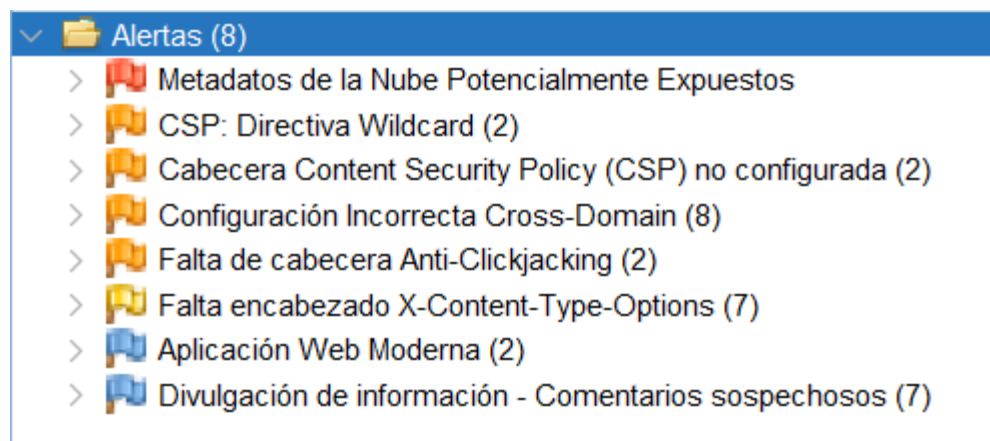 Alertas (8)
Metadatos de la Nube Potencialmente Expuestos
CSP: Directiva Wildcard (2)
Cabecera Content Security Policy (CSP) no configurada (2)
Configuración Incorrecta Cross-Domain (8)
Falta de cabecera Anti-Clickjacking (2)
Falta encabezado X-Content-Type-Options (7)
Aplicación Web Moderna (2)
Divulgación de información - Comentarios sospechosos (7)